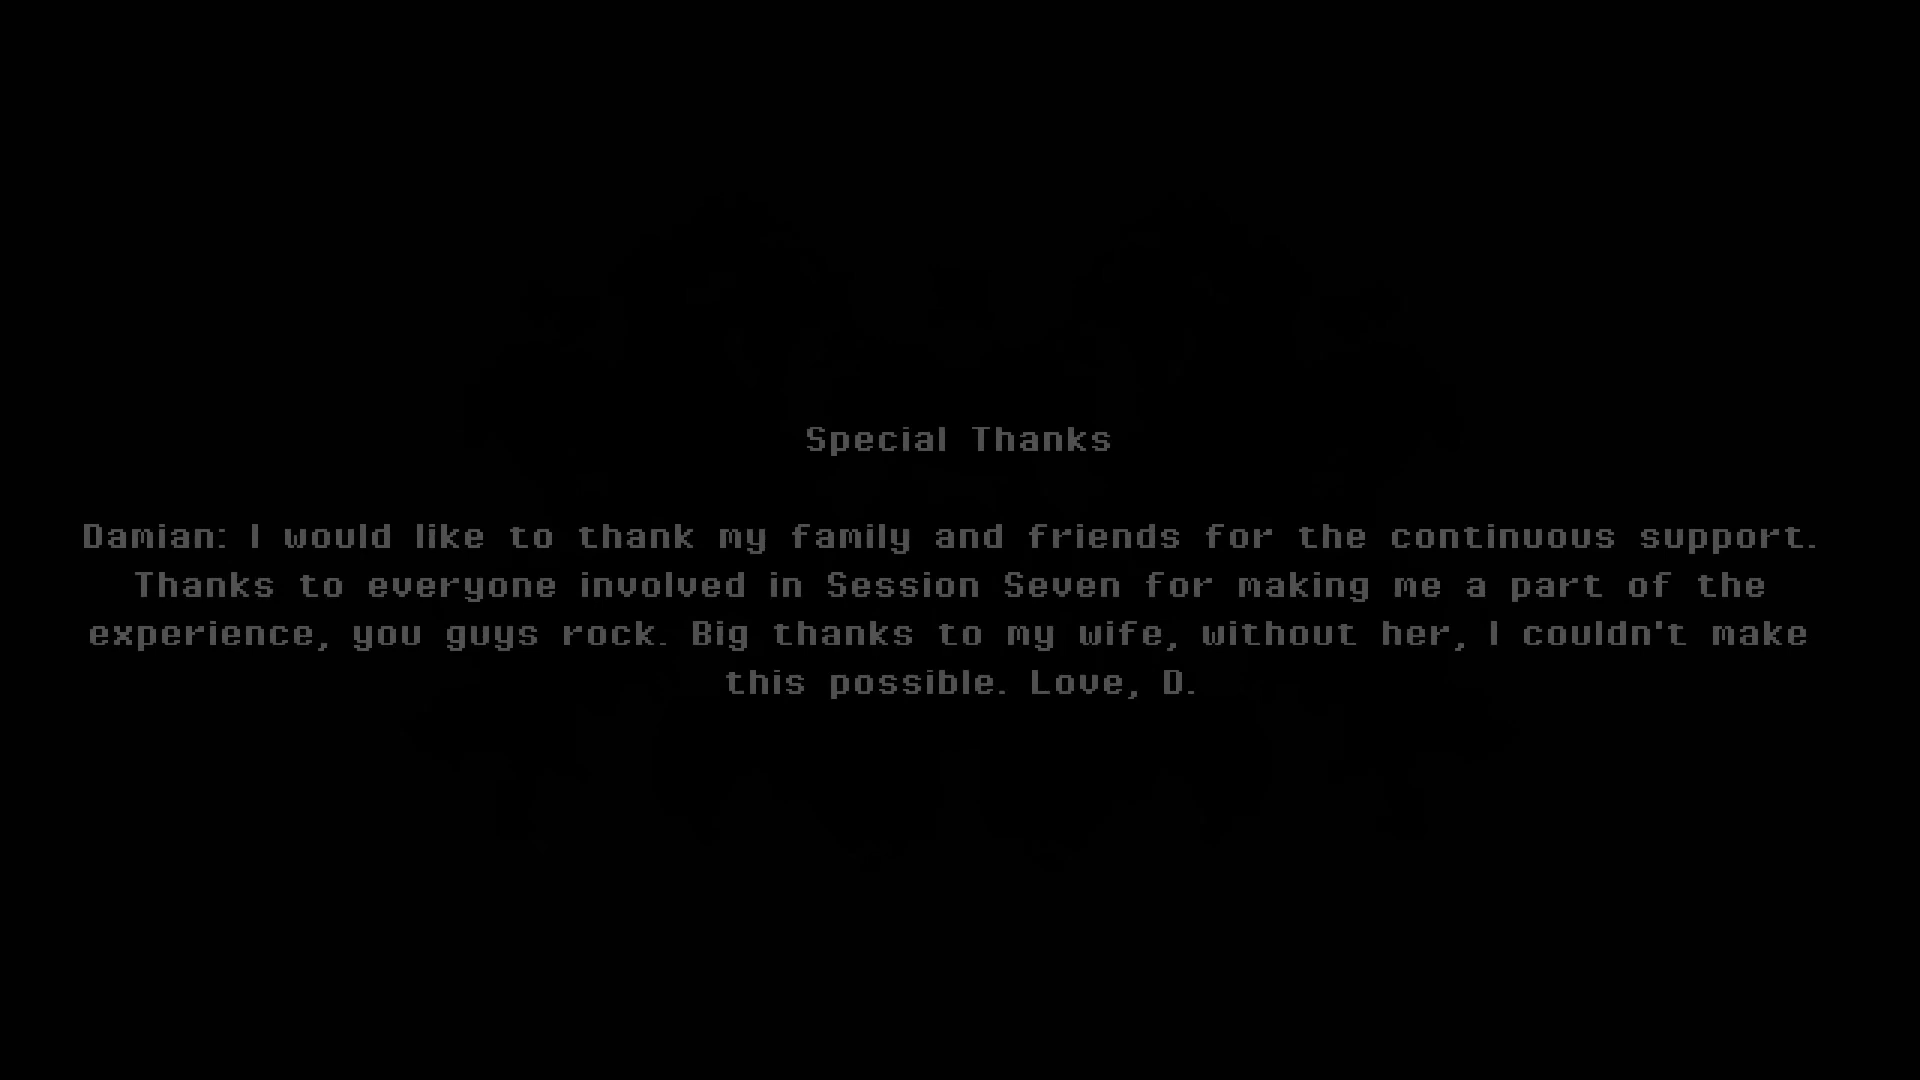 Special Thanks
Damian: I would like to thank my family and friends for the continuous support.
Thanks to everyone involved in Session Seven for making me a part of the
experience, you guys rock. Big thanks to my wife, without her, I couldn't make
this possible. Love, D.